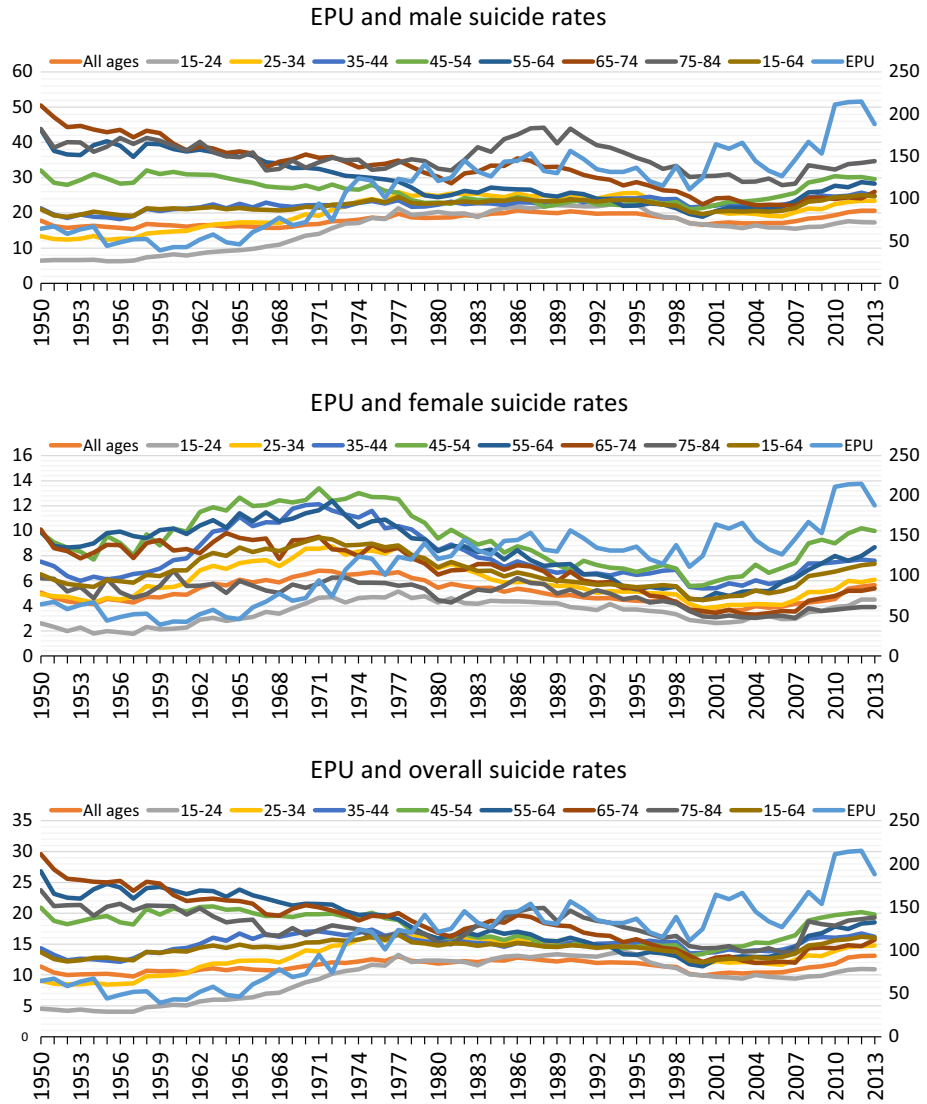 EPU and male suicide rates
All ages 15-24 25-34 35-44 45-54 55-64 65-74 75-84 15-64 EPU
60 250
50 200
40 150
30
20 100
10 50
0 0
1950 1953 1956 1959 1962 1965 1968 1971 1974 1977 1980 1983 1986 1989 1992 1995 1998 2001 2004 2007 2010 2013
EPU and female suicide rates
All ages 15-24 25-34 35-44 45-54 55-64 65-74 75-84 15-64 EPU
16 250
14
12 200
10 150
8
6 100
4 50
2
0 0
1950 1953 1956 1959 1962 1965 1968 1971 1974 1977 1980 1983 1986 1989 1992 1995 1998 2001 2004 2007 2010 2013
EPU and overall suicide rates
All ages 15-24 25-34 35-44 45-54 55-64 65-74 75-84 15-64 EPU
35 250
30 200
25
20 150
15 100
10
5 50
0 0
1950 1953 1956 1959 1962 1965 1968 1971 1974 1977 1980 1983 1986 1989 1992 1995 1998 2001 2004 2007 2010 2013